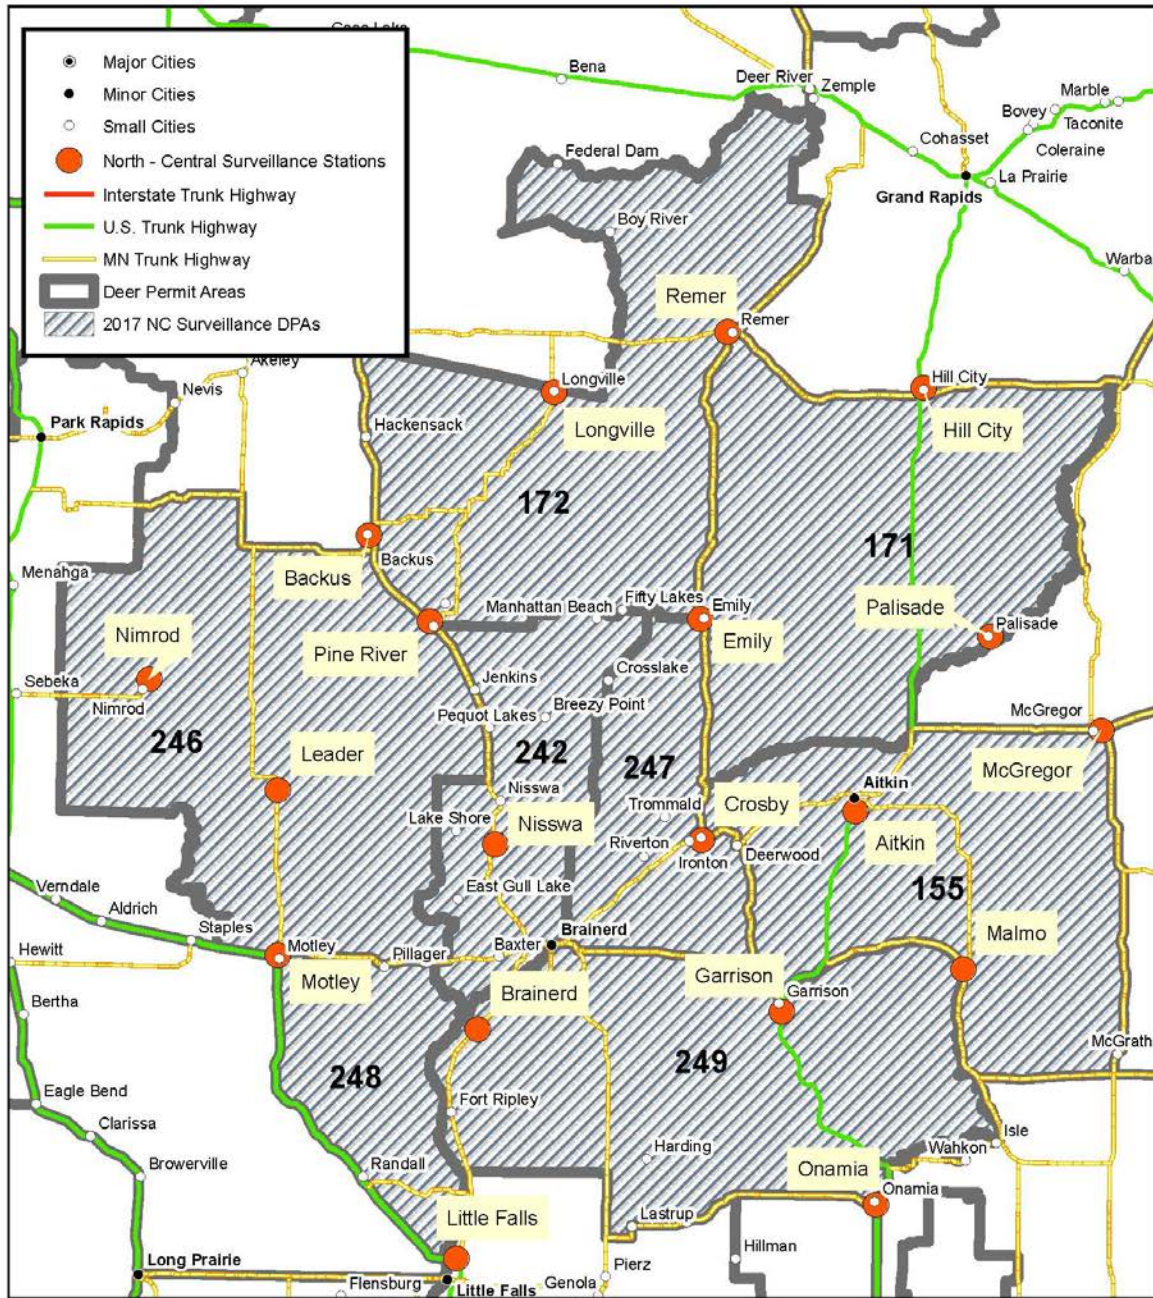 Major Cities
Minor Cities
Small Cities
North - Central Surveillance Stations
Interstate Trunk Highway
U.S. Trunk Highway
MN Trunk Highway
Deer Permit Areas
2017 NC Surveillance DPAs
Bena
Deer River
Zemple
Marble
Bovey
Taconite
Cohasset
Coleraine
Federal Dam
La Prairie
Grand Rapids
Boy River
Warba
Remer
Remer
Akeley
Longville
Hill City
Nevis
Park Rapids
Hackensack
Longville
Hill City
172
171
Backus
Menahga
Backus
Manhattan Beach
Fifty Lakes
Emily
Palisade
Palisade
Nimrod
Pine River
Emily
Crosslake
Sebeka
Nimrod
Jenkins
Breezy Point
Pequot Lakes
McGregor
246
242
247
Leader
McGregor
Aitkin
Nisswa
Crosby
Trommald
Lake Shore
Nisswa
Riverton
Ironton
Deerwood
Aitkin
East Gull Lake
155
Verndale
Aldrich
Staples
Brainerd
Malmo
Hewitt
Motley
Baxter
Pillager
Motley
Garrison
Bertha
Brainerd
Garrison
McGrath
248
249
Eagle Bend
Fort Ripley
Clarissa
Isle
Harding
Wahkon
Browerville
Randall
Onamia
Onamia
Little Falls
Lastrup
Hillman
Long Prairie
Pierz
Flensburg
Little Falls
Genola